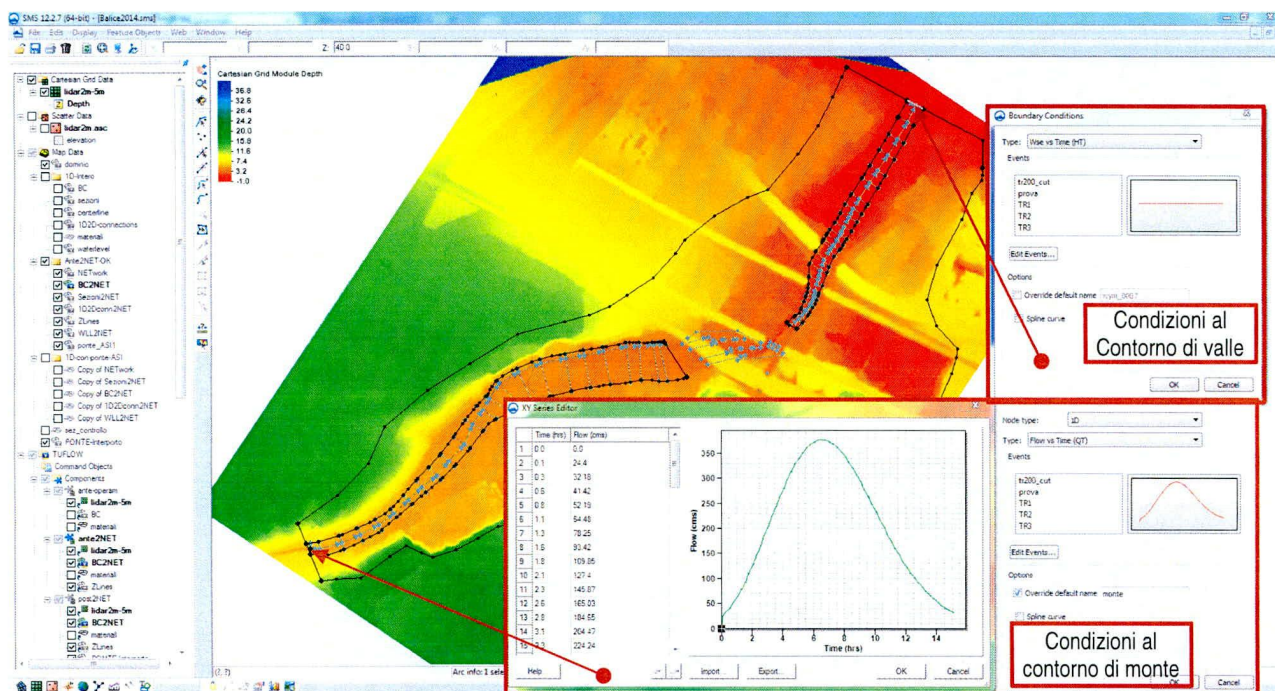 SMS 12.2.7 (64-bit) - [Balice2014.sms]
File Edit Display Feature Objects Web Window Help
Z: 40.0
Cartesian Grid Data
lidar2m-5m
Depth
Scatter Data
lidar2m.asc
elevation
Map Data
dominio
1D-intero
BC
sezioni
centerline
1D2D-connections
materiali
waterlevel
Ante2NET-OK
NETwork
BC2NET
Sezioni2NET
1D2Dconn2NET
ZLines
WLL2NET
ponte_ASI1
1D-con-ponte-ASI
Copy of NETwork
Copy of Sezioni2NET
Copy of BC2NET
Copy of 1D2Dconn2NET
Copy of WLL2NET
sez_controllo
PONTE-Interporto
TUFLOW
Command Objects
Components
ante-operam
lidar2m-5m
BC
materiali
ante2NET
lidar2m-5m
BC2NET
materiali
ZLines
post2NET
lidar2m-5m
BC2NET
materiali
ZLines
Cartesian Grid Module Depth
36.8
32.6
28.4
24.2
20.0
15.8
11.6
7.4
3.2
-1.0
Boundary Conditions
Type: Wse vs Time (HT)
Events
tr200_cut
prova
TR1
TR2
TR3
Edit Events...
Options
Override default name
Spline curve
Condizioni al
Contorno di valle
OK Cancel
XY Series Editor
Time (hrs) Flow (cms)
1 0.0 0.0
2 0.1 24.4
3 0.3 32.18
4 0.5 41.42
5 0.8 52.19
6 1.1 64.48
7 1.3 78.25
8 1.6 93.42
9 1.8 109.85
10 2.1 127.4
11 2.3 145.87
12 2.6 165.03
13 2.8 184.65
14 3.1 204.47
15 3.3 224.24
Flow (cms)
350
300
250
200
150
100
50
0
0 2 4 6 8 10 12 14
Time (hrs)
Help Import Export OK Cancel
Node type: 1D
Type: Flow vs Time (QT)
Events
tr200_cut
prova
TR1
TR2
TR3
Edit Events...
Options
Override default name monte
Spline curve
Condizioni al
contorno di monte
OK Cancel
(?, ?)
Arc info: 1 selec